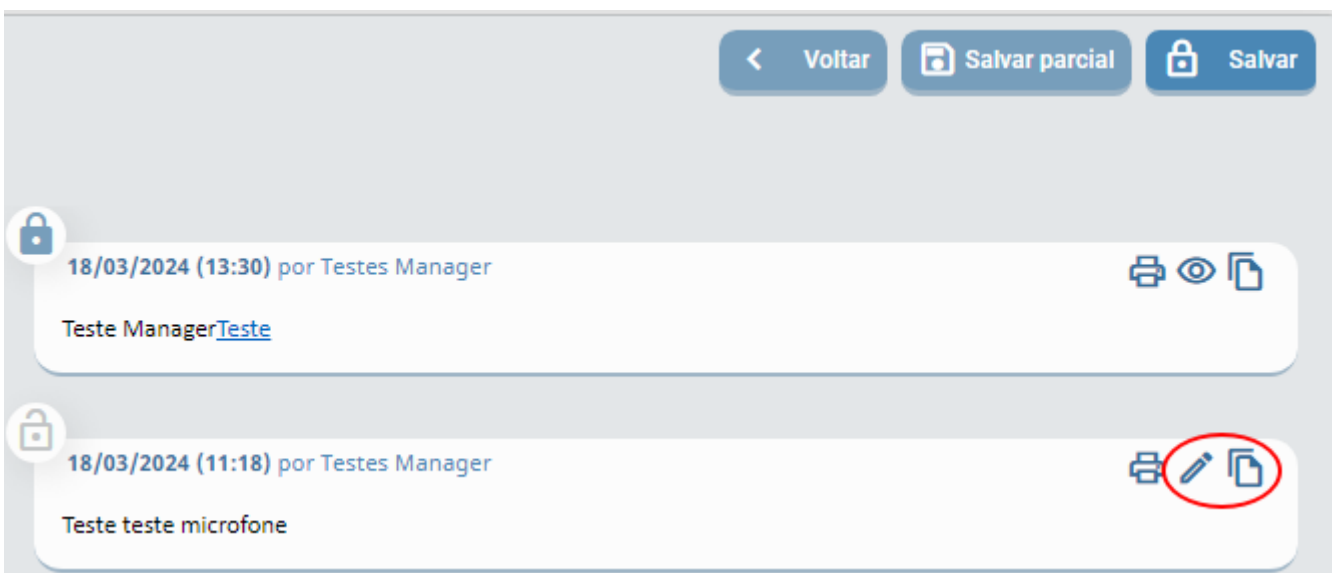 Voltar Salvar parcial Salvar
18/03/2024 (13:30) por Testes Manager
Teste ManagerTeste
18/03/2024 (11:18) por Testes Manager
Teste teste microfone